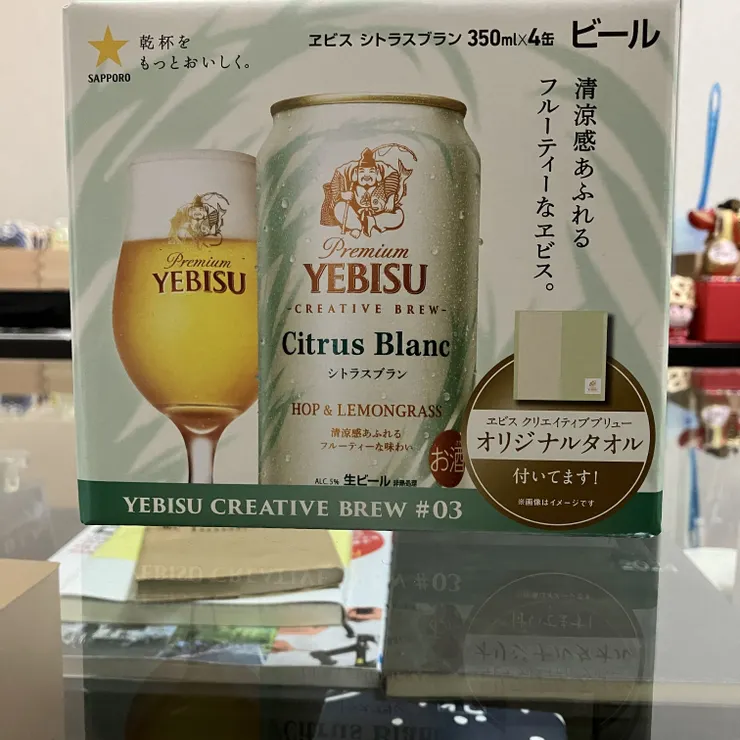 SAPPORO
乾杯を
もっとおいしく。
ヱビス シトラスブラン 350ml×4缶 ビール
清涼感あふれる
フルーティーなヱビス。
Premium
YEBISU
Premium
YEBISU
-CREATIVE BREW-
Citrus Blanc
シトラスブラン
HOP & LEMONGRASS
清涼感あふれる
フルーティーな味わい
お酒
ALC.5% 生ビール 非熱処理
ヱビス クリエイティブブリュー
オリジナルタオル
付いてます!
※画像はイメージです
YEBISU CREATIVE BREW #03